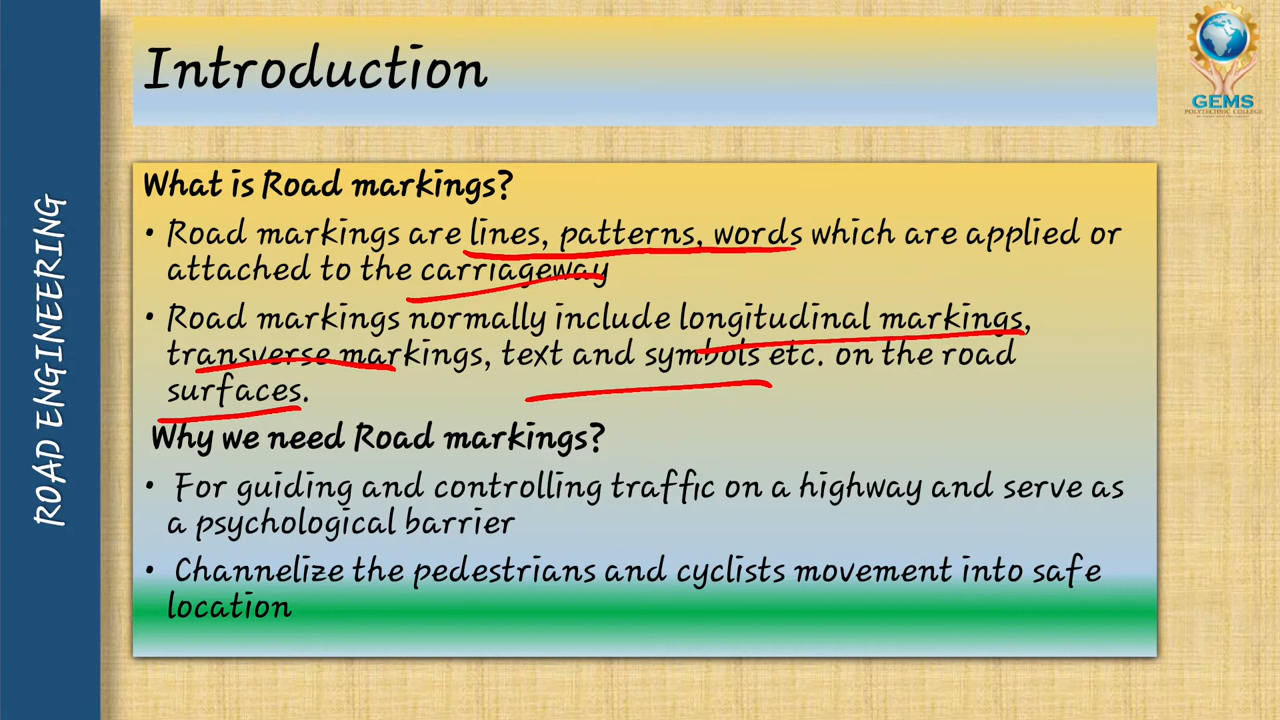 Introduction
GEMS
POLYTECHNIC COLLEGE
ROAD ENGINEERING
What is Road markings?
• Road markings are lines, patterns, words which are applied or
attached to the carriageway
• Road markings normally include longitudinal markings,
transverse markings, text and symbols etc. on the road
surfaces.
Why we need Road markings?
• For guiding and controlling traffic on a highway and serve as
a psychological barrier
• Channelize the pedestrians and cyclists movement into safe
location